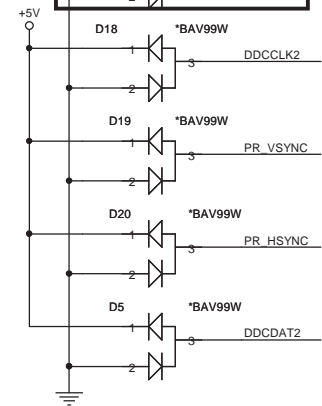 2
+5V
D18 *BAV99W
1
3 DDCCLK2
2
D19 *BAV99W
1
3 PR_VSYNC
2
D20 *BAV99W
1
3 PR_HSYNC
2
D5 *BAV99W
1
3 DDCDAT2
2